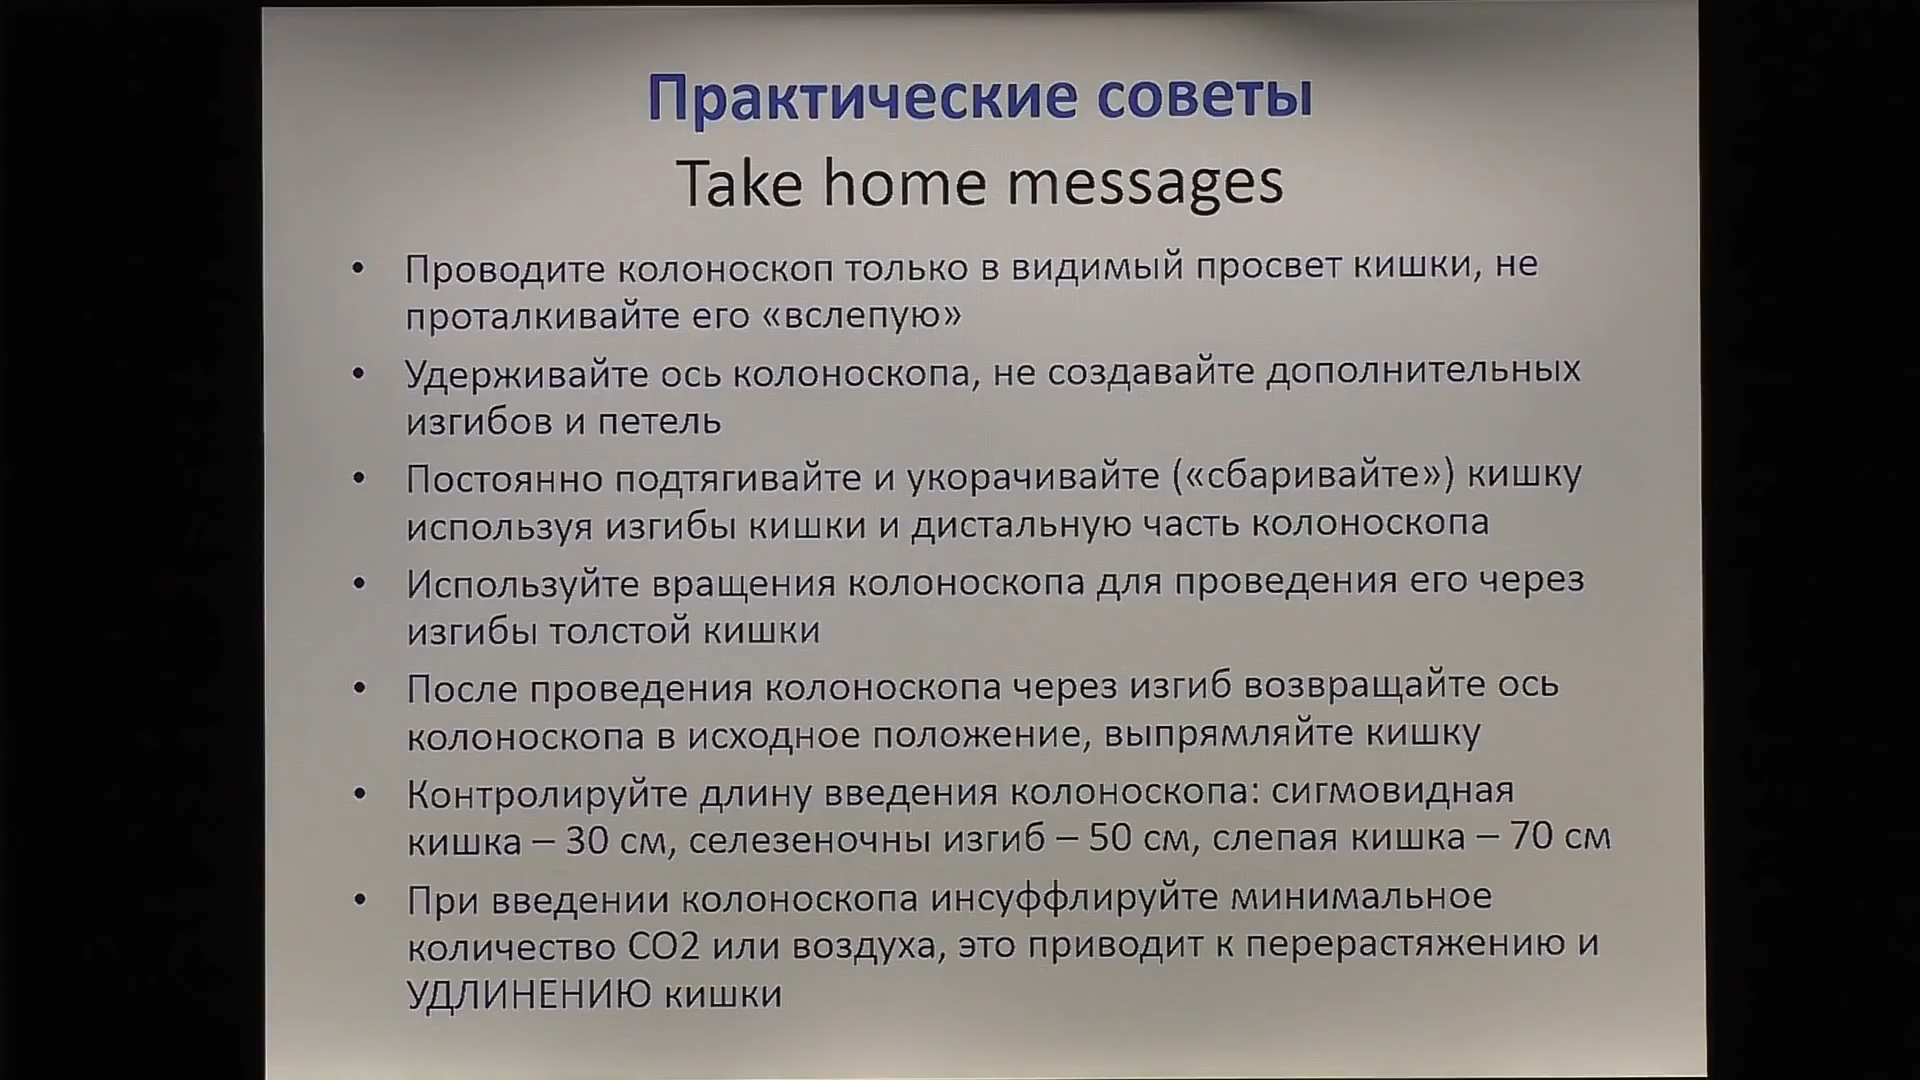 Практические советы
Take home messages
• Проводите колоноскоп только в видимый просвет кишки, не
проталкивайте его «вслепую»
• Удерживайте ось колоноскопа, не создавайте дополнительных
изгибов и петель
• Постоянно подтягивайте и укорачивайте («сбаривайте») кишку
используя изгибы кишки и дистальную часть колоноскопа
• Используйте вращения колоноскопа для проведения его через
изгибы толстой кишки
• После проведения колоноскопа через изгиб возвращайте ось
колоноскопа в исходное положение, выпрямляйте кишку
• Контролируйте длину введения колоноскопа: сигмовидная
кишка – 30 см, селезеночны изгиб – 50 см, слепая кишка – 70 см
• При введении колоноскопа инсуффлируйте минимальное
количество СО2 или воздуха, это приводит к перерастяжению и
УДЛИНЕНИЮ кишки